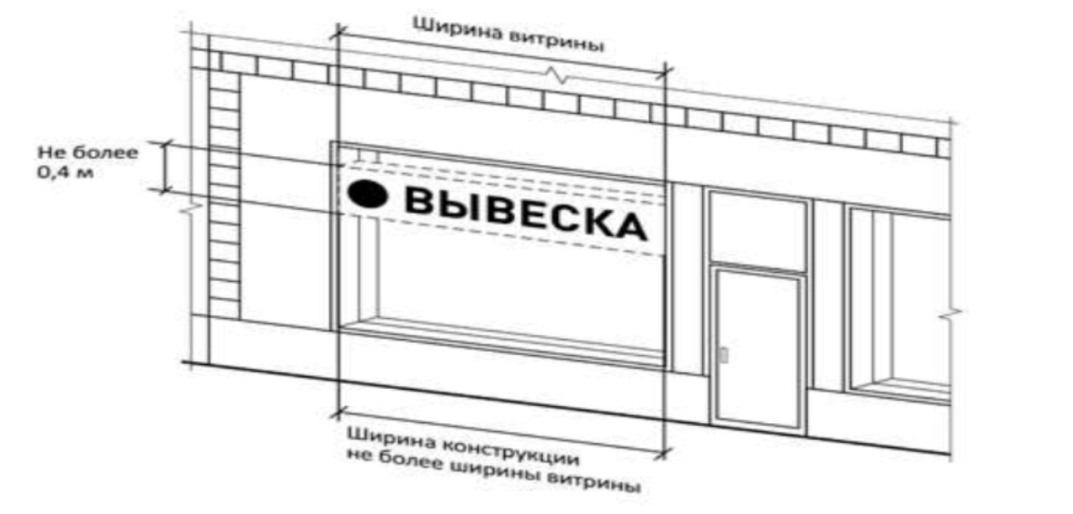 Ширина витрины
Не более
0,4 м
ВЫВЕСКА
Ширина конструкции
не более ширины витрины